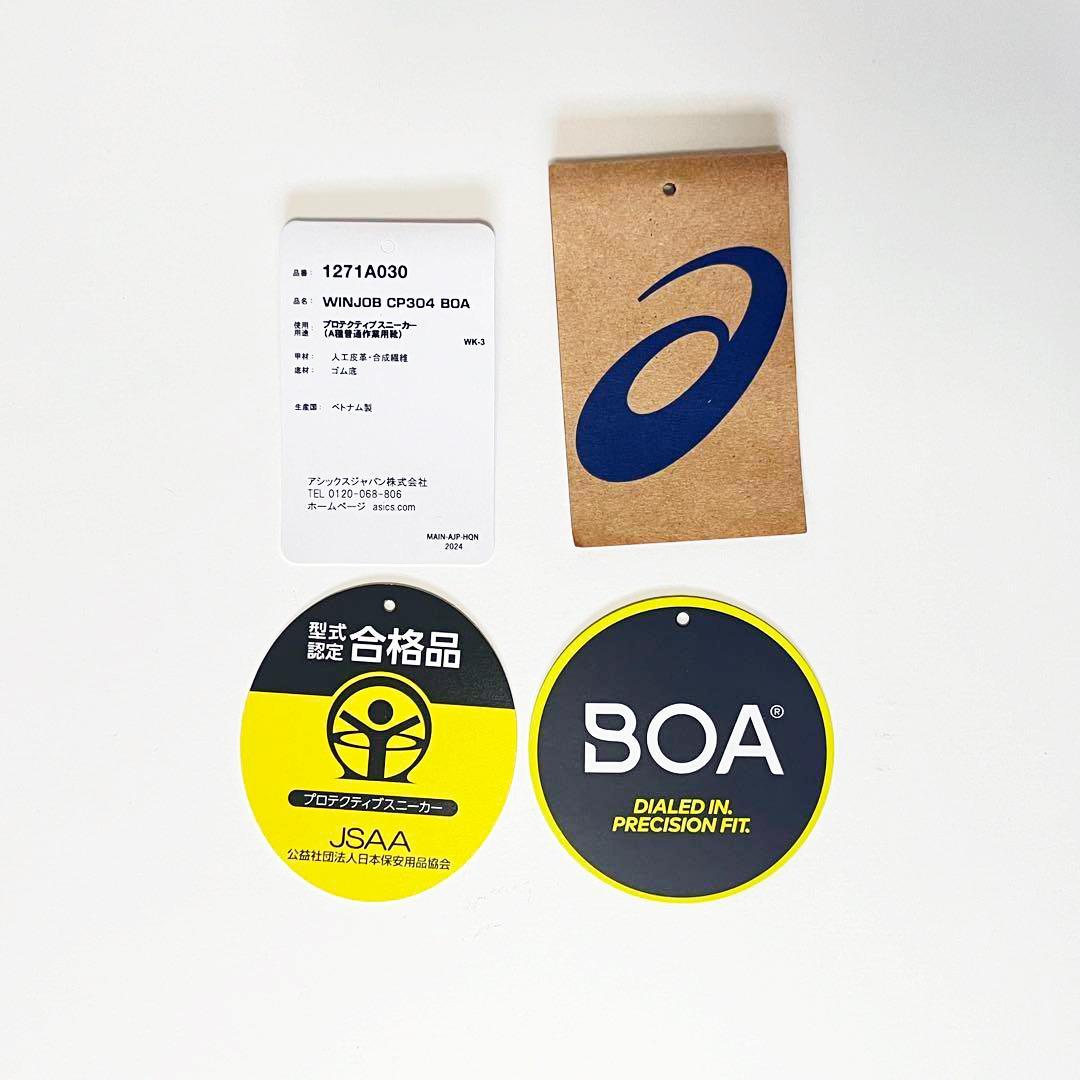 品番： 1271A030
品名： WINJOB CP304 BOA
使用用途： プロテクティブスニーカー
（A種普通作業用靴）
WK-3
甲材： 人工皮革・合成繊維
底材： ゴム底
生産国： ベトナム製
アシックスジャパン株式会社
TEL 0120-068-806
ホームページ asics.com
MAIN-AJP-HQN
2024
型式認定 合格品
プロテクティブスニーカー
JSAA
公益社団法人日本保安用品協会
BOA®
DIALED IN.
PRECISION FIT.